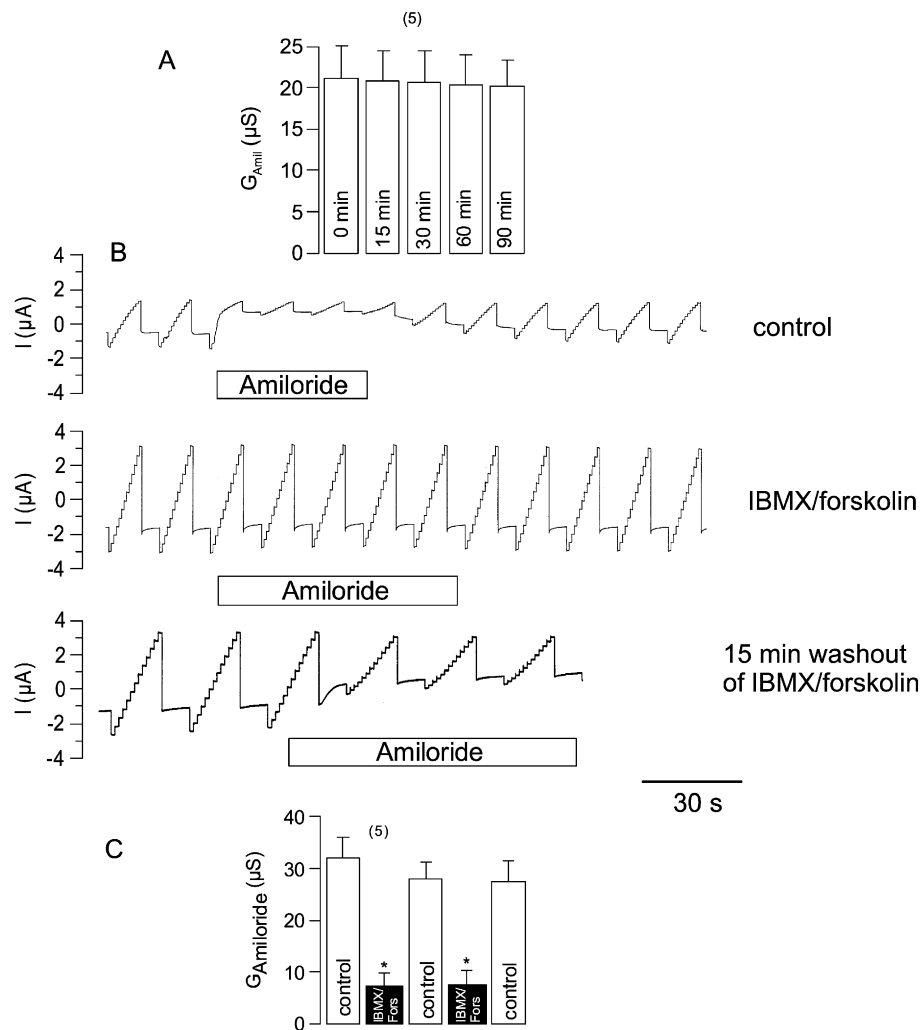 (5)
A
25
20
15
10
5
0
G_Amil (µS)
0 min
15 min
30 min
60 min
90 min
B
4
2
0
-2
-4
I (µA)
control
Amiloride
4
2
0
-2
-4
I (µA)
IBMX/forskolin
Amiloride
4
2
0
-2
-4
I (µA)
15 min washout
of IBMX/forskolin
Amiloride
30 s
C
40
30
20
10
0
G_Amiloride (µS)
(5)
control
*
IBMX/
Fors
control
*
IBMX/
Fors
control